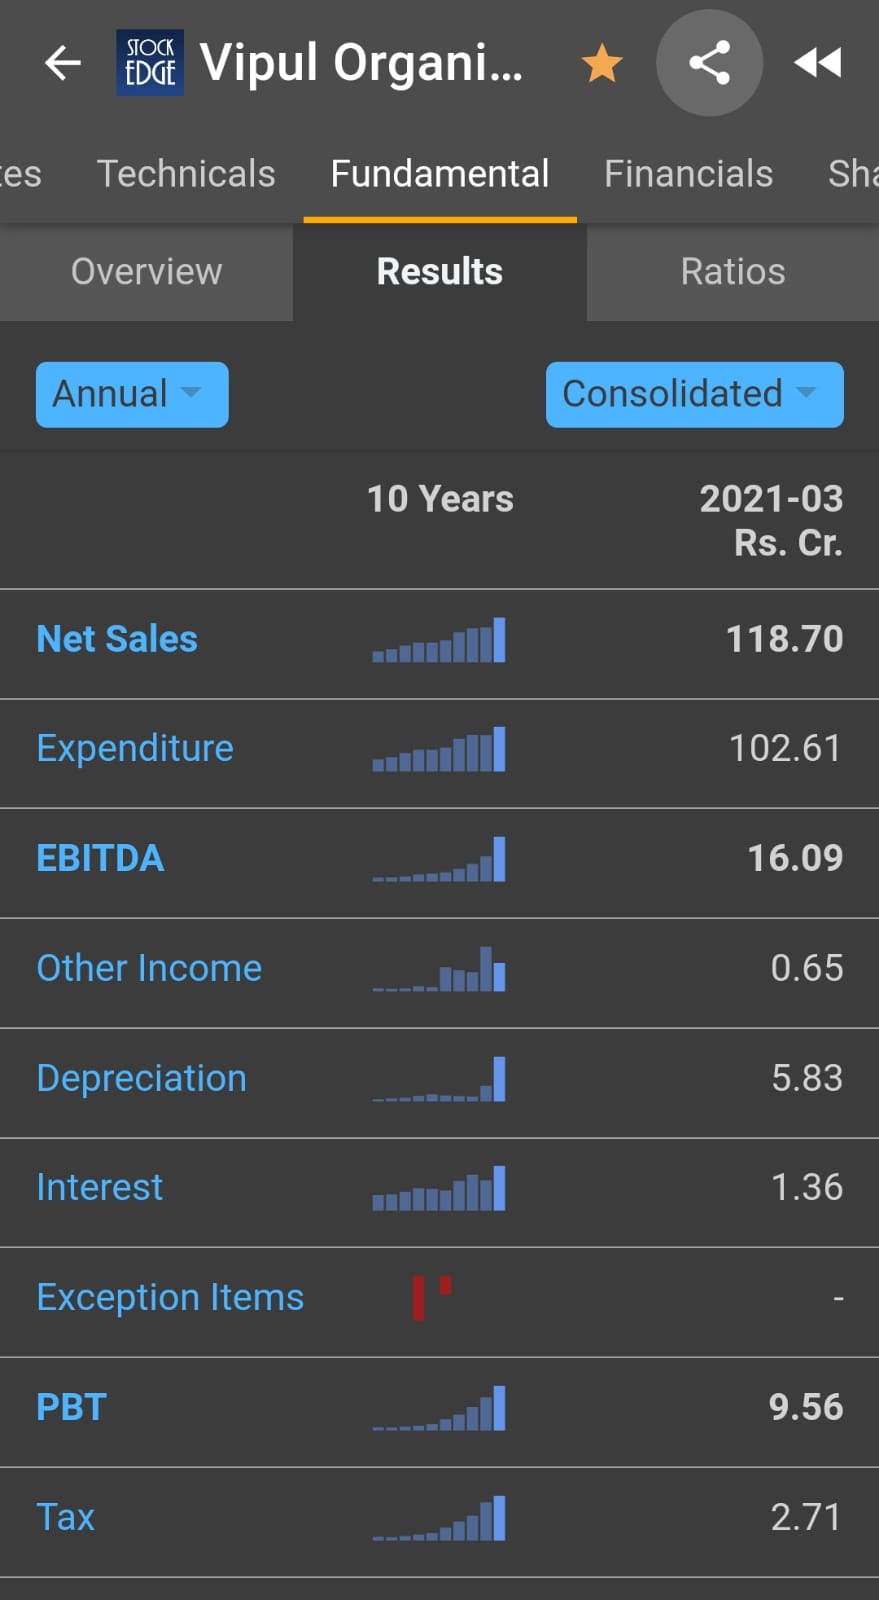 STOCK
EDGE
Vipul Organi...
tes Technicals Fundamental Financials Sha
Overview Results Ratios
Annual Consolidated
10 Years 2021-03
Rs. Cr.
Net Sales 118.70
Expenditure 102.61
EBITDA 16.09
Other Income 0.65
Depreciation 5.83
Interest 1.36
Exception Items -
PBT 9.56
Tax 2.71